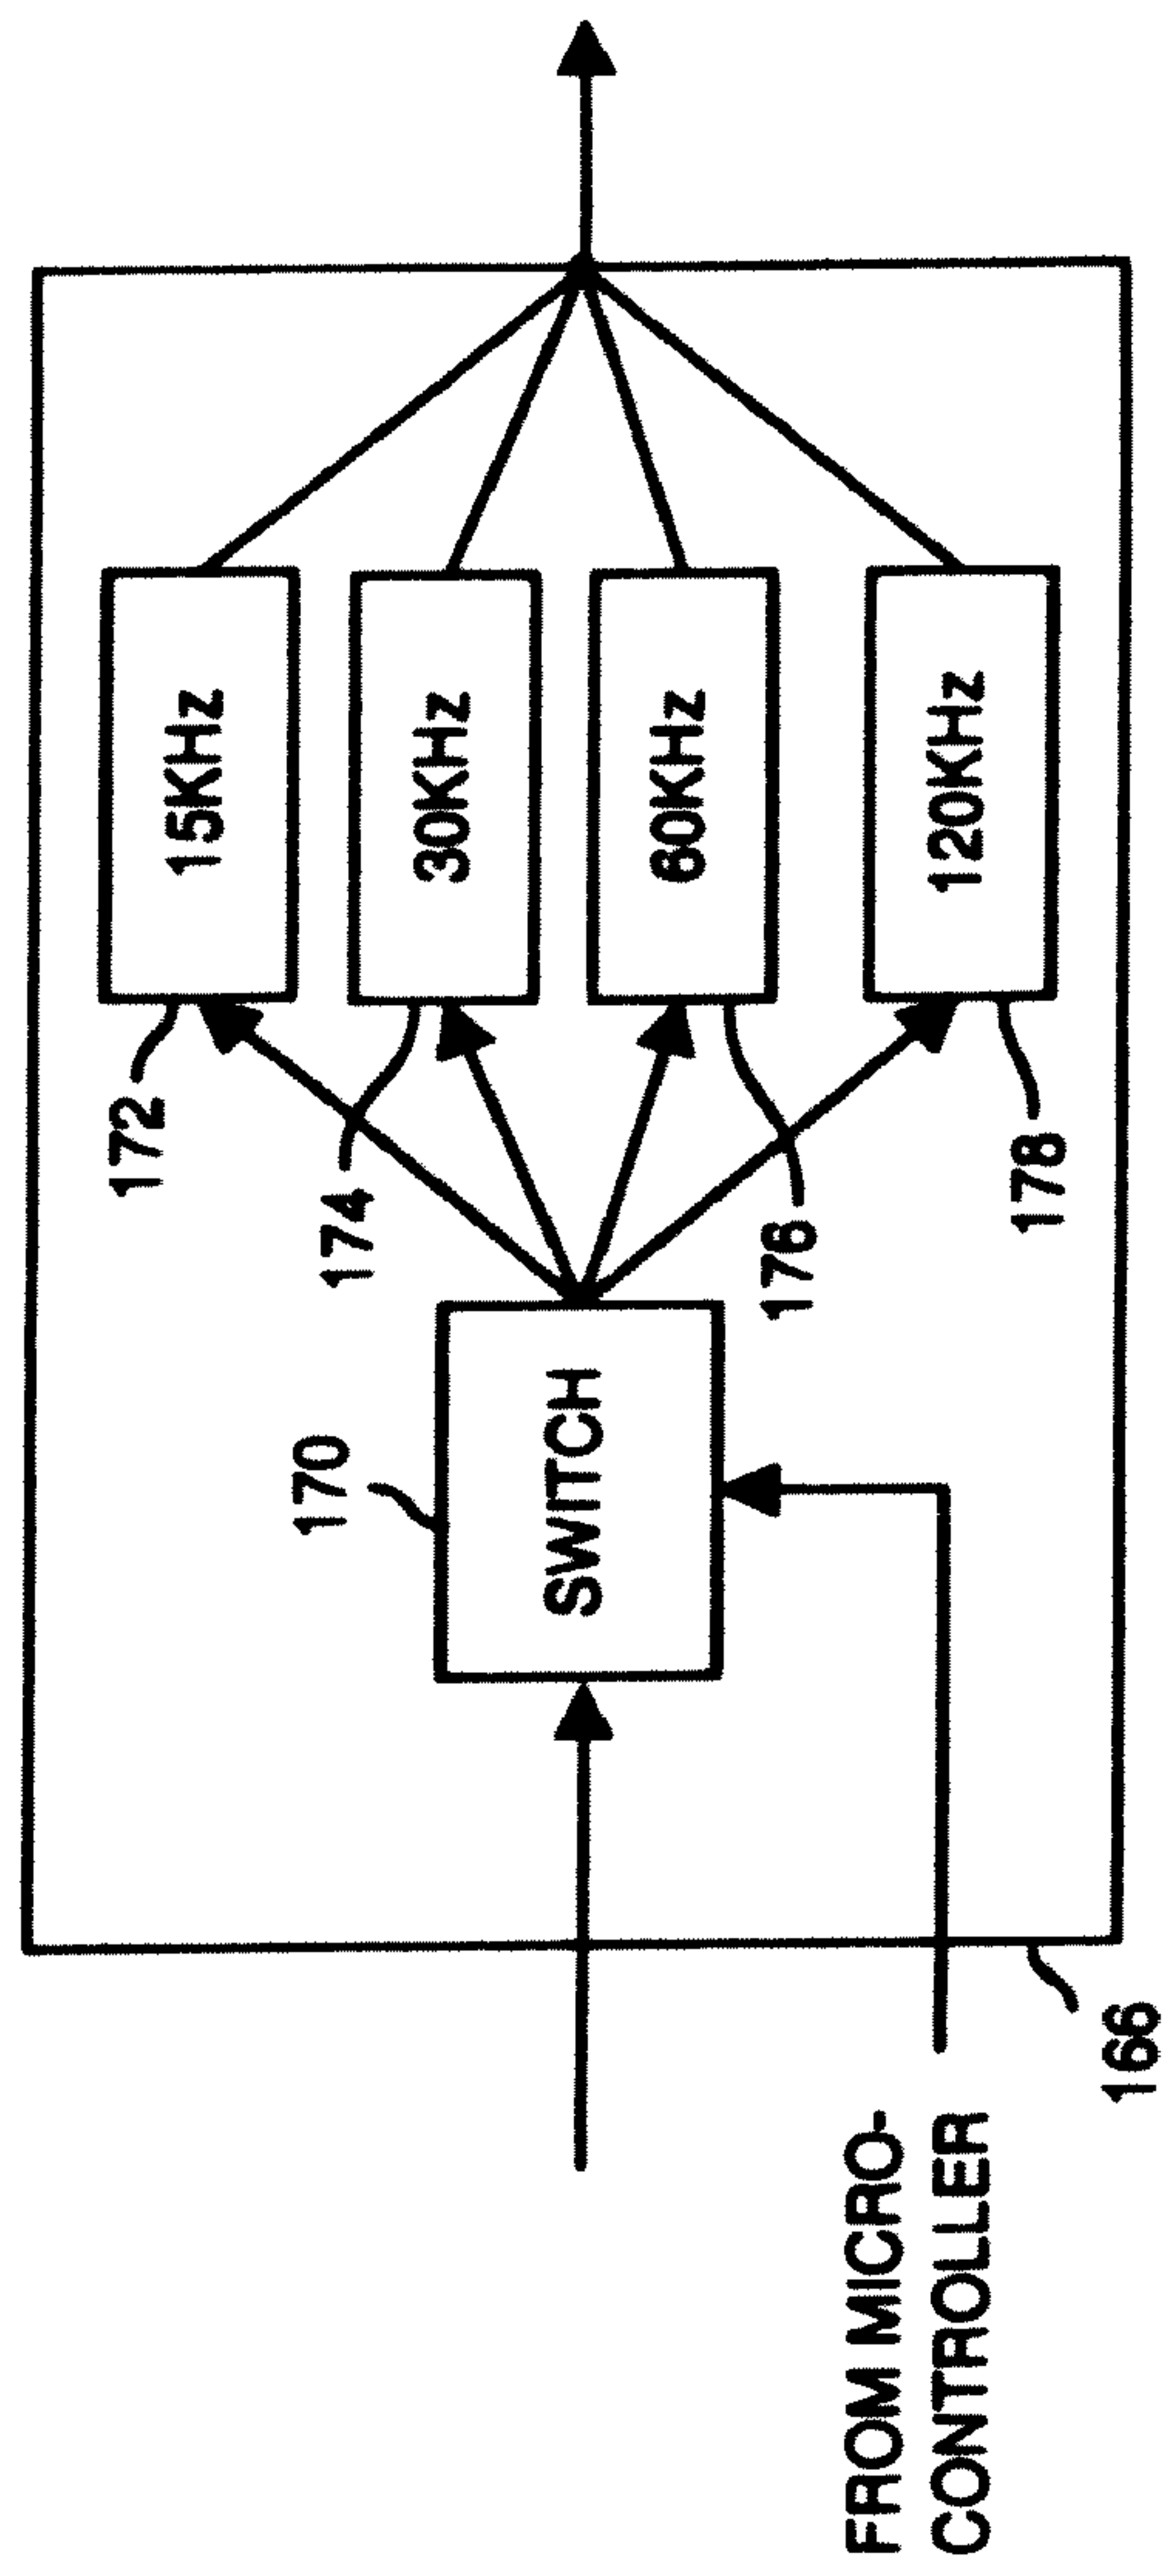 15KHz
172
30KHz
174
170
SWITCH
60KHz
176
120KHz
178
FROM MICRO-
CONTROLLER
166